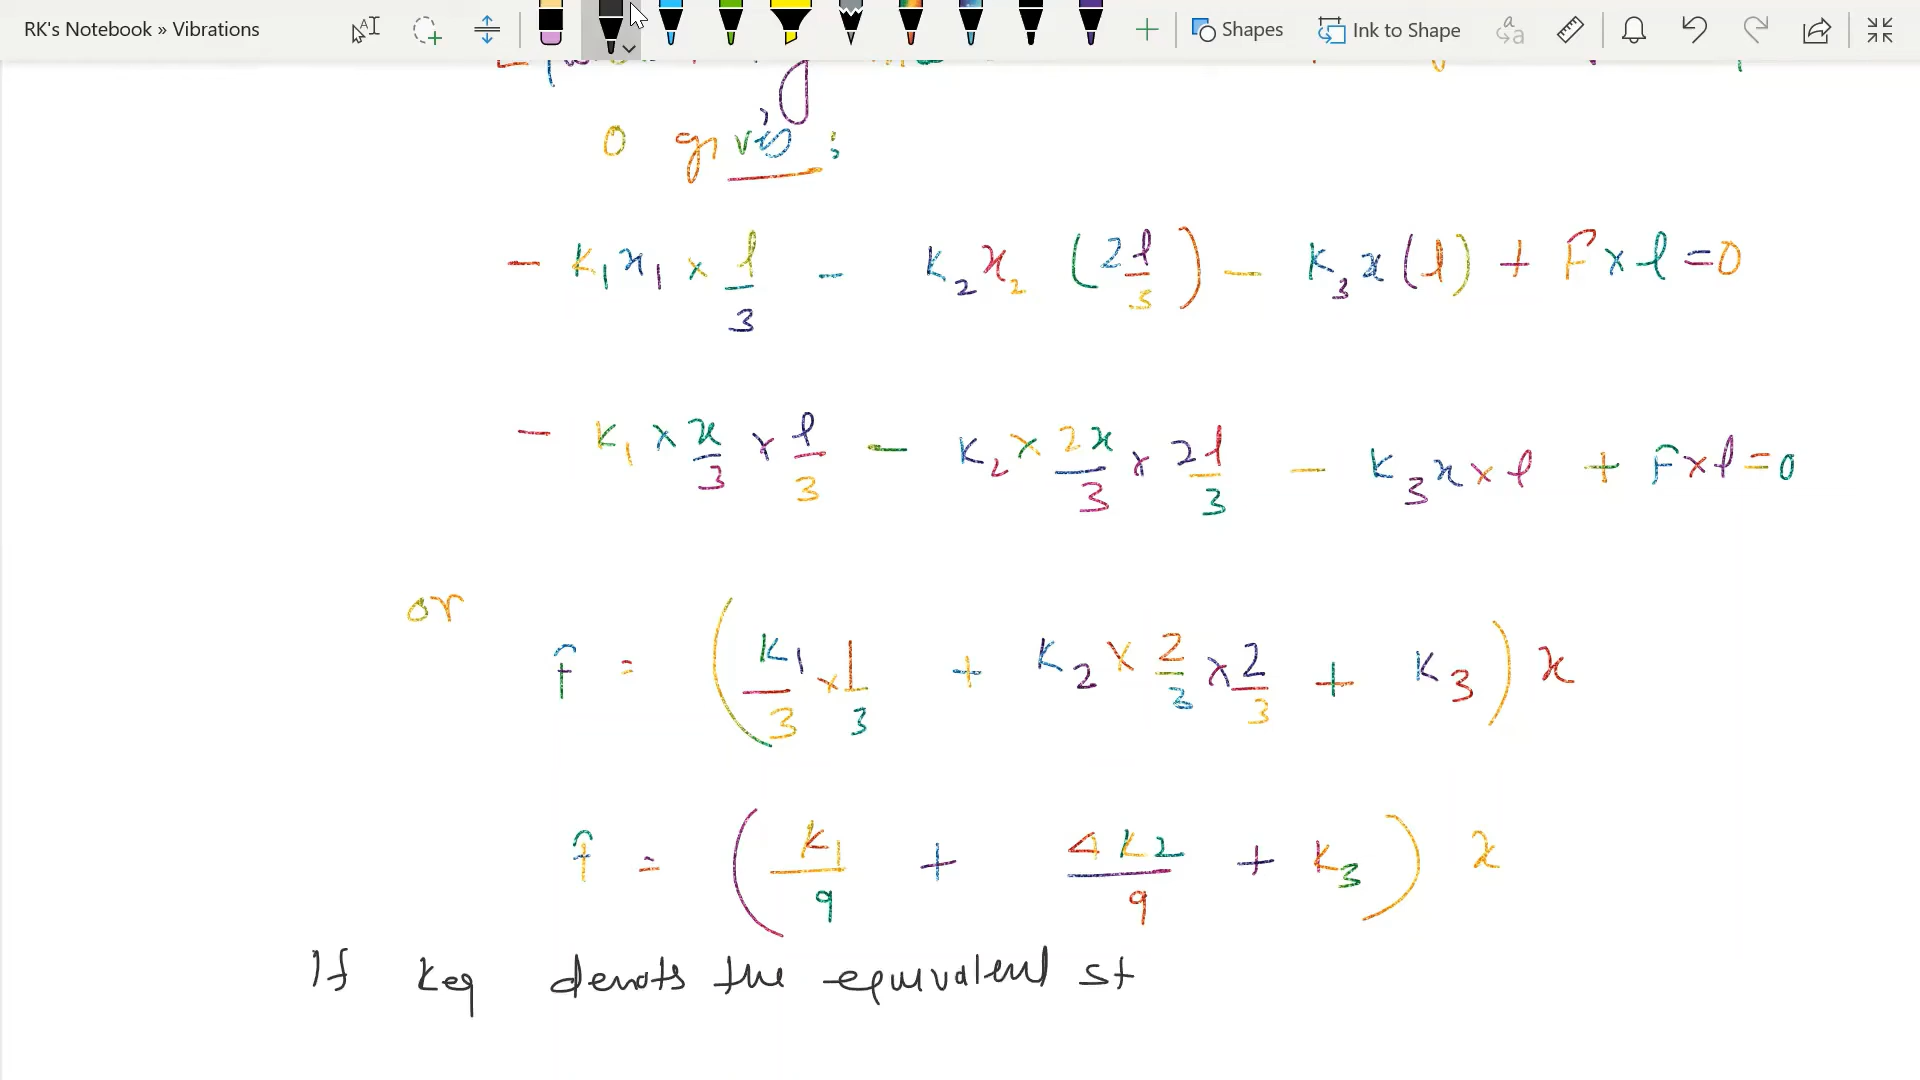 RK's Notebook » Vibrations
Shapes
Ink to Shape
0 gives :
- K₁x₁ × l/3 - K₂x₂ (2l/3) - K₃x(l) + F×l=0
- K₁ × x/3 × l/3 - K₂ × 2x/3 × 2l/3 - K₃x×l + F×l=0
or
f = (K₁/3 × 1/3 + K₂ × 2/3 × 2/3 + K₃) x
f = (K₁/9 + 4K₂/9 + K₃) x
If Keq denots the equivalent st